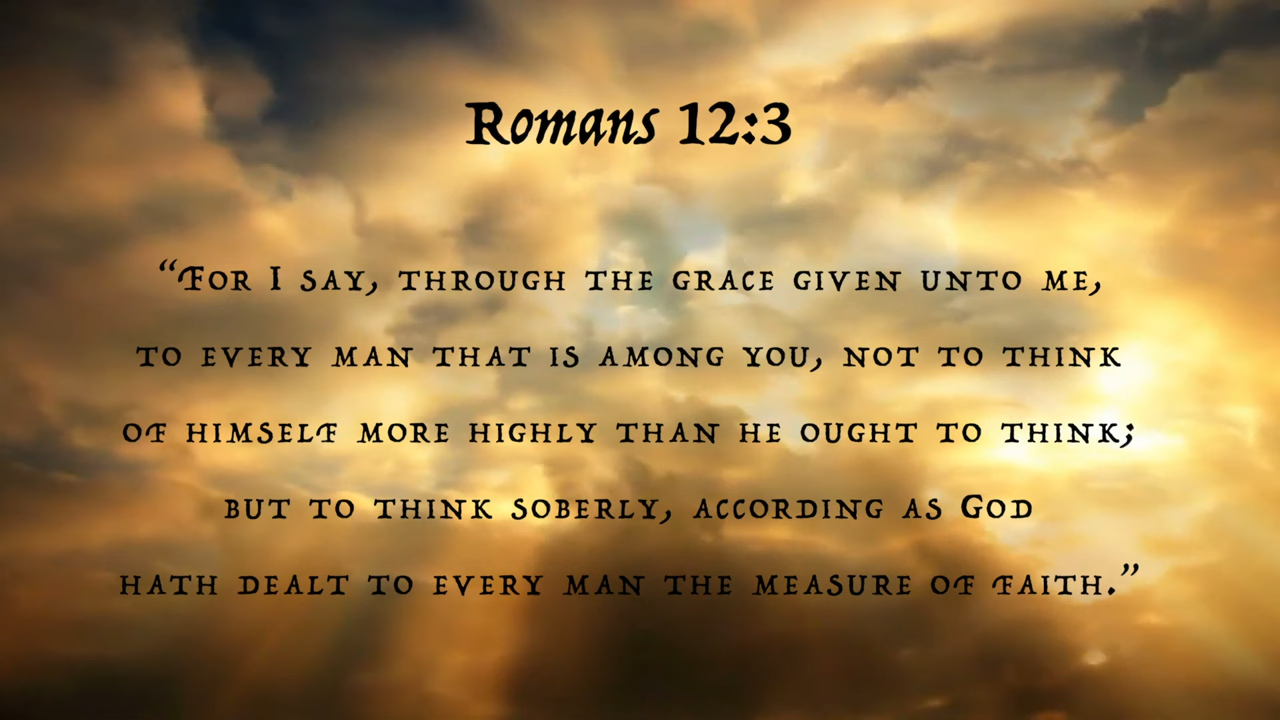 Romans 12:3
“For I say, through the grace given unto me,
to every man that is among you, not to think
of himself more highly than he ought to think;
but to think soberly, according as God
hath dealt to every man the measure of faith.”